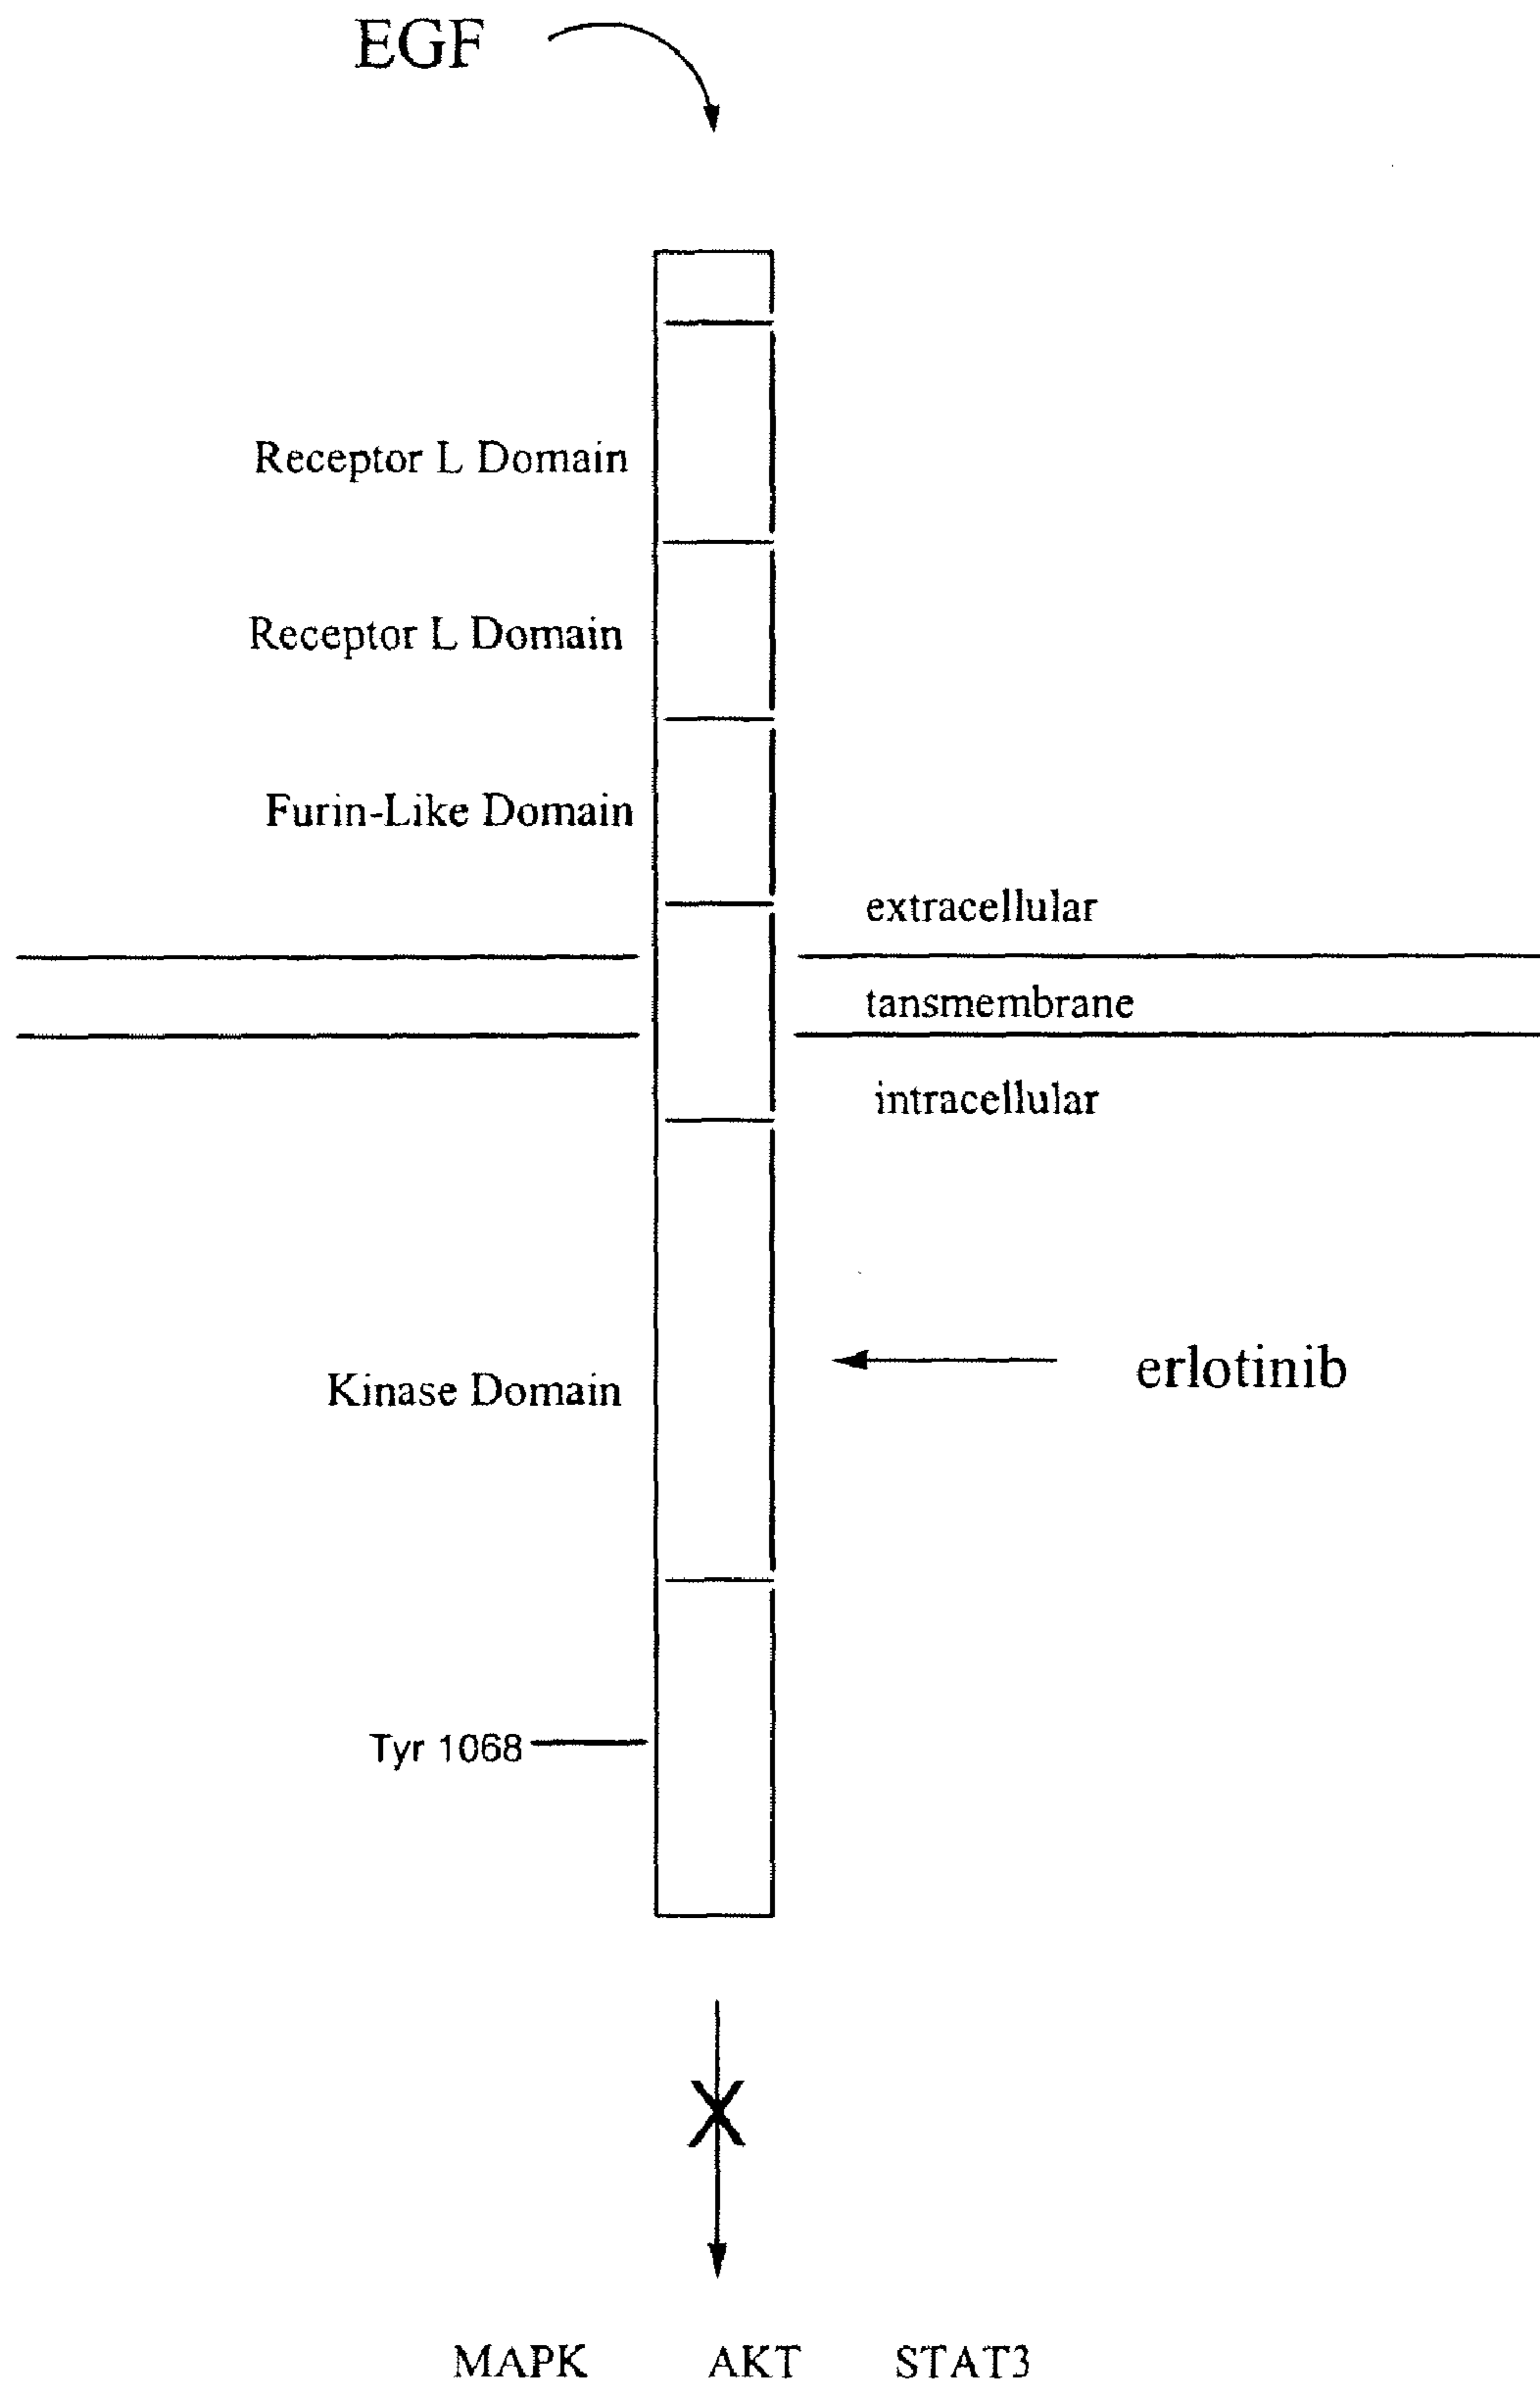 EGF
Receptor L Domain
Receptor L Domain
Furin-Like Domain
extracellular
tansmembrane
intracellular
erlotinib
Kinase Domain
Tyr 1068
X
MAPK AKT STAT3